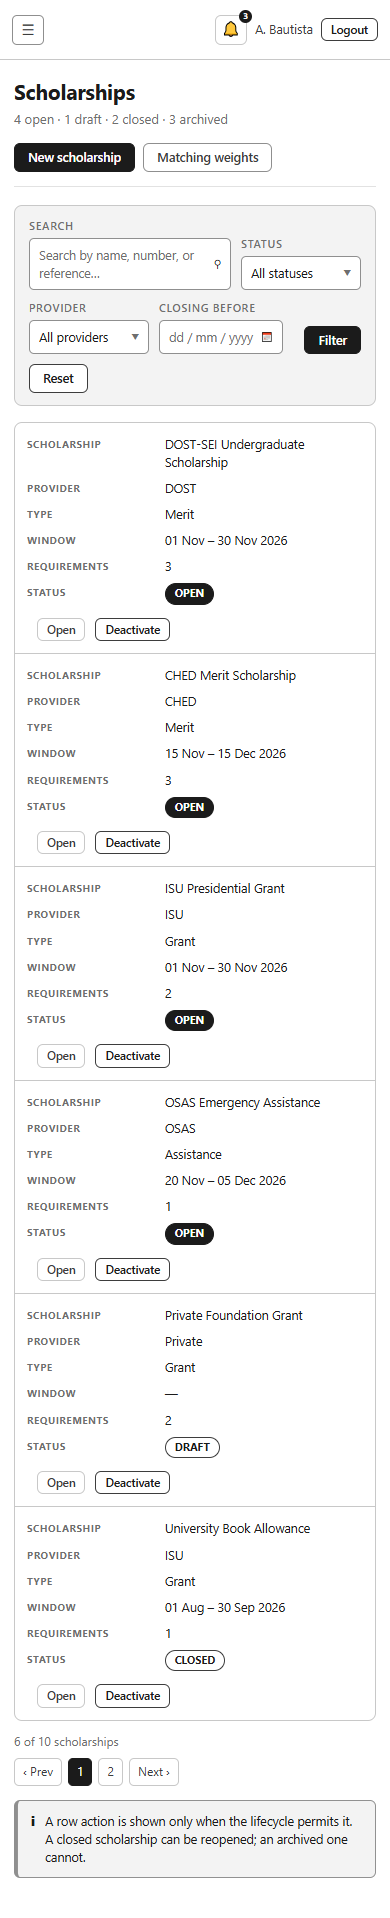 ☰
3
A. Bautista
Logout
Scholarships
4 open · 1 draft · 2 closed · 3 archived
New scholarship
Matching weights
SEARCH
Search by name, number, or
reference...
STATUS
All statuses
PROVIDER
All providers
CLOSING BEFORE
dd / mm / yyyy
Filter
Reset
SCHOLARSHIP DOST-SEI Undergraduate
Scholarship
PROVIDER DOST
TYPE Merit
WINDOW 01 Nov – 30 Nov 2026
REQUIREMENTS 3
STATUS OPEN
Open Deactivate
SCHOLARSHIP CHED Merit Scholarship
PROVIDER CHED
TYPE Merit
WINDOW 15 Nov – 15 Dec 2026
REQUIREMENTS 3
STATUS OPEN
Open Deactivate
SCHOLARSHIP ISU Presidential Grant
PROVIDER ISU
TYPE Grant
WINDOW 01 Nov – 30 Nov 2026
REQUIREMENTS 2
STATUS OPEN
Open Deactivate
SCHOLARSHIP OSAS Emergency Assistance
PROVIDER OSAS
TYPE Assistance
WINDOW 20 Nov – 05 Dec 2026
REQUIREMENTS 1
STATUS OPEN
Open Deactivate
SCHOLARSHIP Private Foundation Grant
PROVIDER Private
TYPE Grant
WINDOW —
REQUIREMENTS 2
STATUS DRAFT
Open Deactivate
SCHOLARSHIP University Book Allowance
PROVIDER ISU
TYPE Grant
WINDOW 01 Aug – 30 Sep 2026
REQUIREMENTS 1
STATUS CLOSED
Open Deactivate
6 of 10 scholarships
‹ Prev 1 2 Next ›
i A row action is shown only when the lifecycle permits it.
A closed scholarship can be reopened; an archived one
cannot.